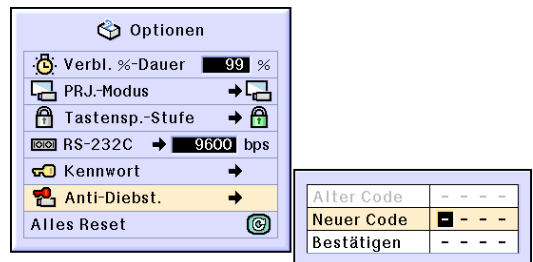 Optionen
Verbl. %-Dauer 99 %
PRJ.-Modus
Tastensp.-Stufe
RS-232C 9600 bps
Kennwort
Anti-Diebst.
Alles Reset
Alter Code - - - -
Neuer Code - - - -
Bestätigen - - - -